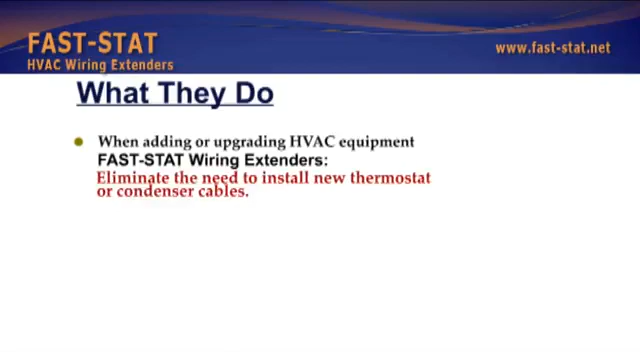 FAST-STAT
HVAC Wiring Extenders
www.fast-stat.net
What They Do
When adding or upgrading HVAC equipment
FAST-STAT Wiring Extenders:
Eliminate the need to install new thermostat
or condenser cables.